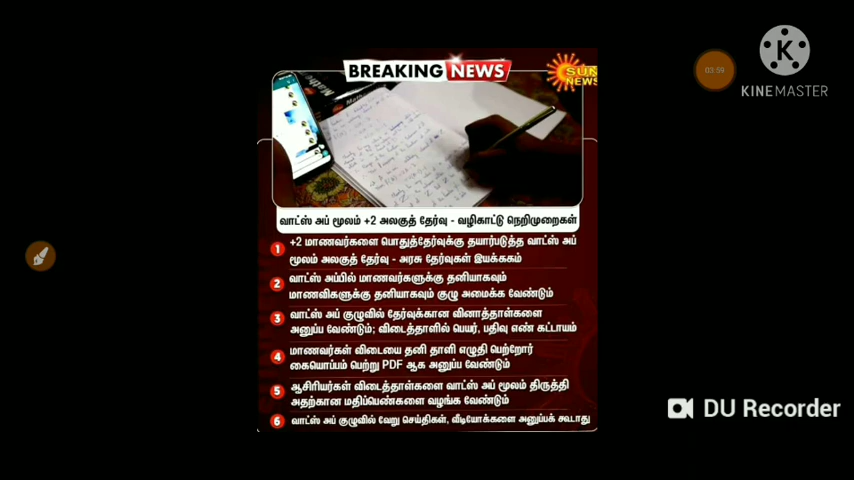 BREAKING NEWS
SUN
NEWS
03:59
K
KINEMASTER
வாட்ஸ் அப் மூலம் +2 அலகுத் தேர்வு - வழிகாட்டு நெறிமுறைகள்
1 +2 மாணவர்களை பொதுத்தேர்வுக்கு தயார்படுத்த வாட்ஸ் அப்
மூலம் அலகுத் தேர்வு - அரசு தேர்வுகள் இயக்ககம்
2 வாட்ஸ் அப்பில் மாணவர்களுக்கு தனியாகவும்
மாணவிகளுக்கு தனியாகவும் குழு அமைக்க வேண்டும்
3 வாட்ஸ் அப் குழுவில் தேர்வுக்கான வினாத்தாள்களை
அனுப்ப வேண்டும்; விடைத்தாளில் பெயர், பதிவு எண் கட்டாயம்
4 மாணவர்கள் விடையை தனி தாளி எழுதி பெற்றோர்
கையொப்பம் பெற்று PDF ஆக அனுப்ப வேண்டும்
5 ஆசிரியர்கள் விடைத்தாள்களை வாட்ஸ் அப் மூலம் திருத்தி
அதற்கான மதிப்பெண்களை வழங்க வேண்டும்
6 வாட்ஸ் அப் குழுவில் வேறு செய்திகள், வீடியோக்களை அனுப்பக் கூடாது
DU Recorder